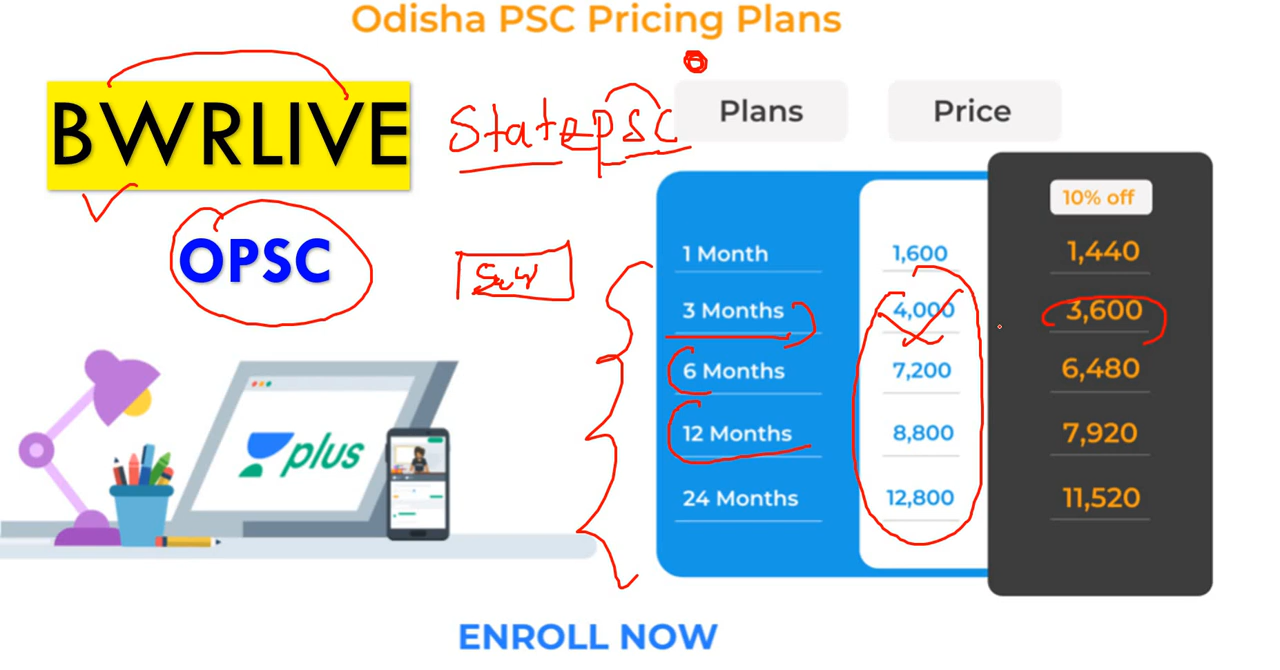 Odisha PSC Pricing Plans
BWRLIVE
State psc
Plans
Price
OPSC
10% off
1 Month 1,600 1,440
3 Months 4,000 3,600
6 Months 7,200 6,480
12 Months 8,800 7,920
24 Months 12,800 11,520
plus
ENROLL NOW